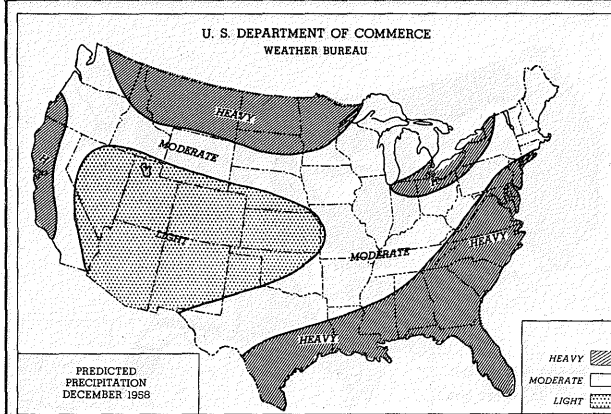 U. S. DEPARTMENT OF COMMERCE
WEATHER BUREAU
HEAVY
MODERATE
LIGHT
MODERATE
HEAVY
HEAVY
PREDICTED
PRECIPITATION
DECEMBER 1958
HEAVY
MODERATE
LIGHT